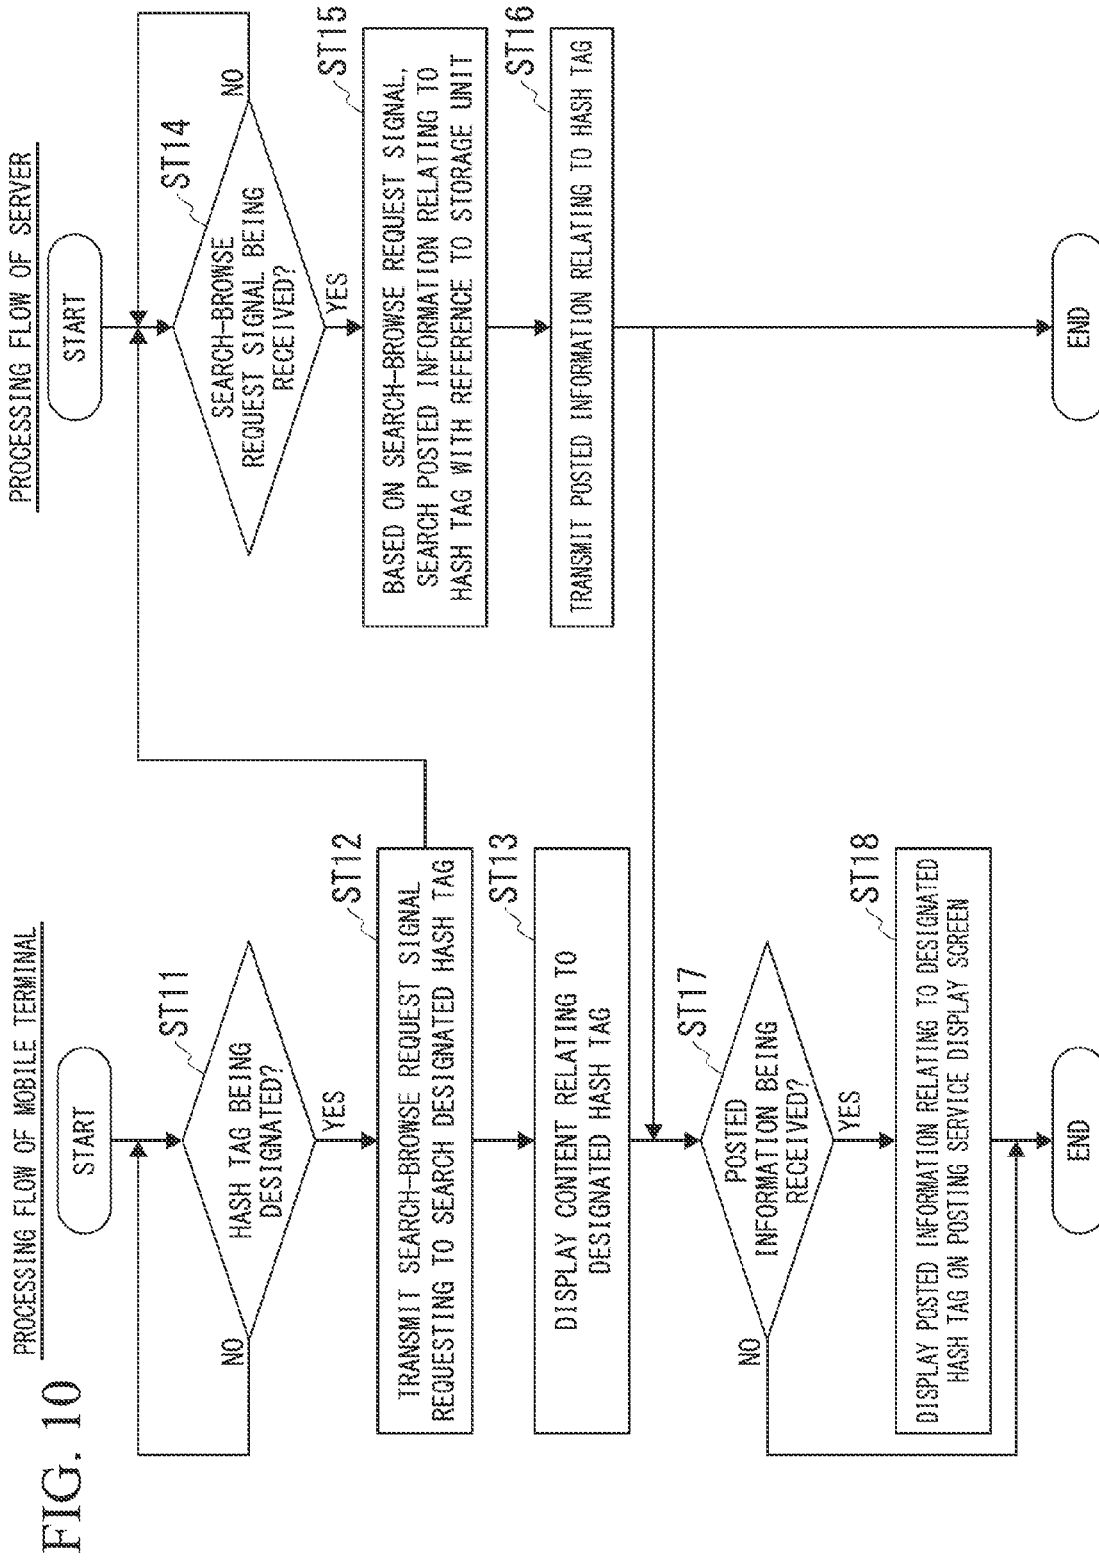 FIG. 10
PROCESSING FLOW OF MOBILE TERMINAL
START
ST11
HASH TAG BEING
DESIGNATED?
NO
YES
ST12
TRANSMIT SEARCH-BROWSE REQUEST SIGNAL
REQUESTING TO SEARCH DESIGNATED HASH TAG
ST13
DISPLAY CONTENT RELATING TO
DESIGNATED HASH TAG
ST17
POSTED
INFORMATION BEING
RECEIVED?
NO
YES
ST18
DISPLAY POSTED INFORMATION RELATING TO DESIGNATED
HASH TAG ON POSTING SERVICE DISPLAY SCREEN
END
PROCESSING FLOW OF SERVER
START
ST14
SEARCH-BROWSE
REQUEST SIGNAL BEING
RECEIVED?
NO
YES
ST15
BASED ON SEARCH-BROWSE REQUEST SIGNAL,
SEARCH POSTED INFORMATION RELATING TO
HASH TAG WITH REFERENCE TO STORAGE UNIT
ST16
TRANSMIT POSTED INFORMATION RELATING TO HASH TAG
END